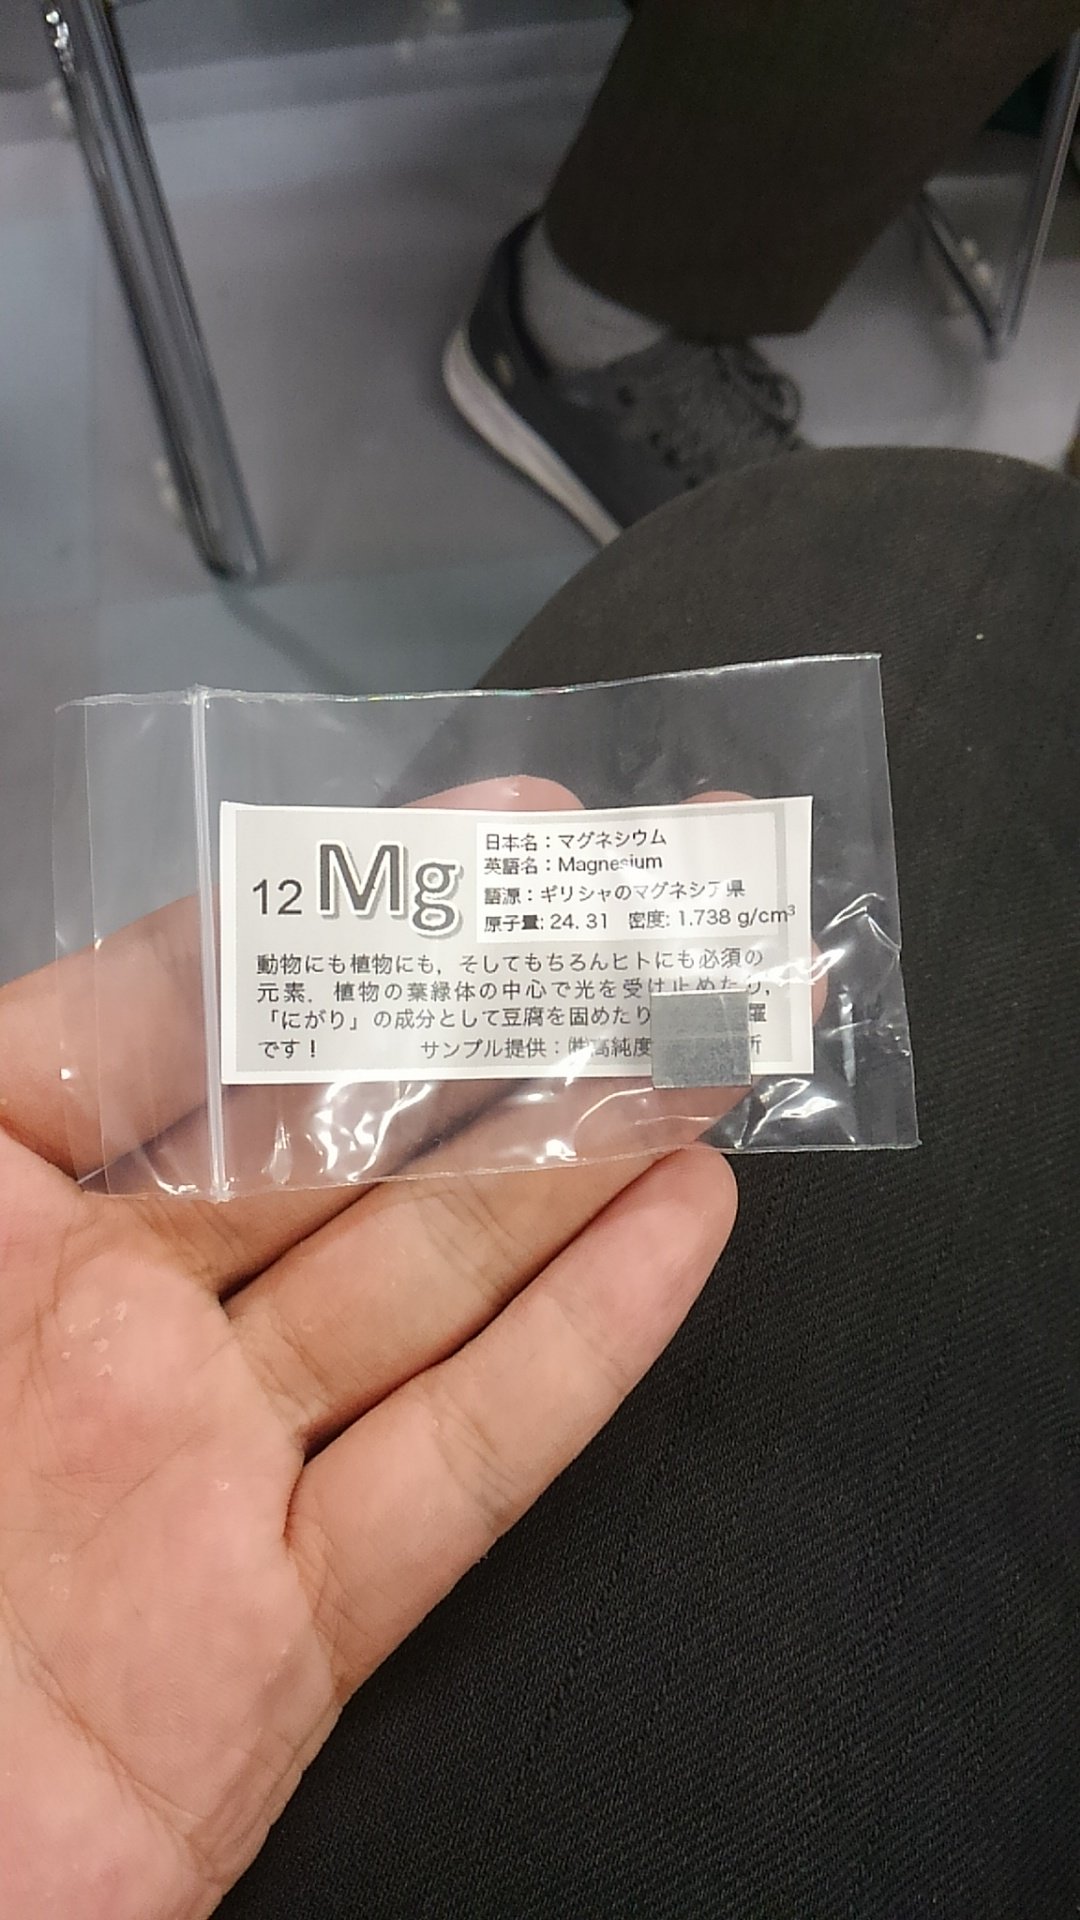 12 Mg
日本名：マグネシウム
英語名：Magnesium
語源：ギリシャのマグネシア県
原子量: 24. 31 密度: 1.738 g/cm³
動物にも植物にも，そしてもちろんヒトにも必須の
元素．植物の葉緑体の中心で光を受け止めたり，
「にがり」の成分として豆腐を固めたり 躍
です！ サンプル提供：㈱高純度 所